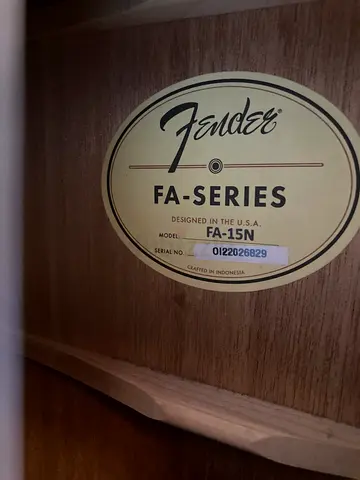 Fender®
FA-SERIES
DESIGNED IN THE U.S.A.
MODEL: FA-15N
SERIAL NO. OI22026829
CRAFTED IN INDONESIA